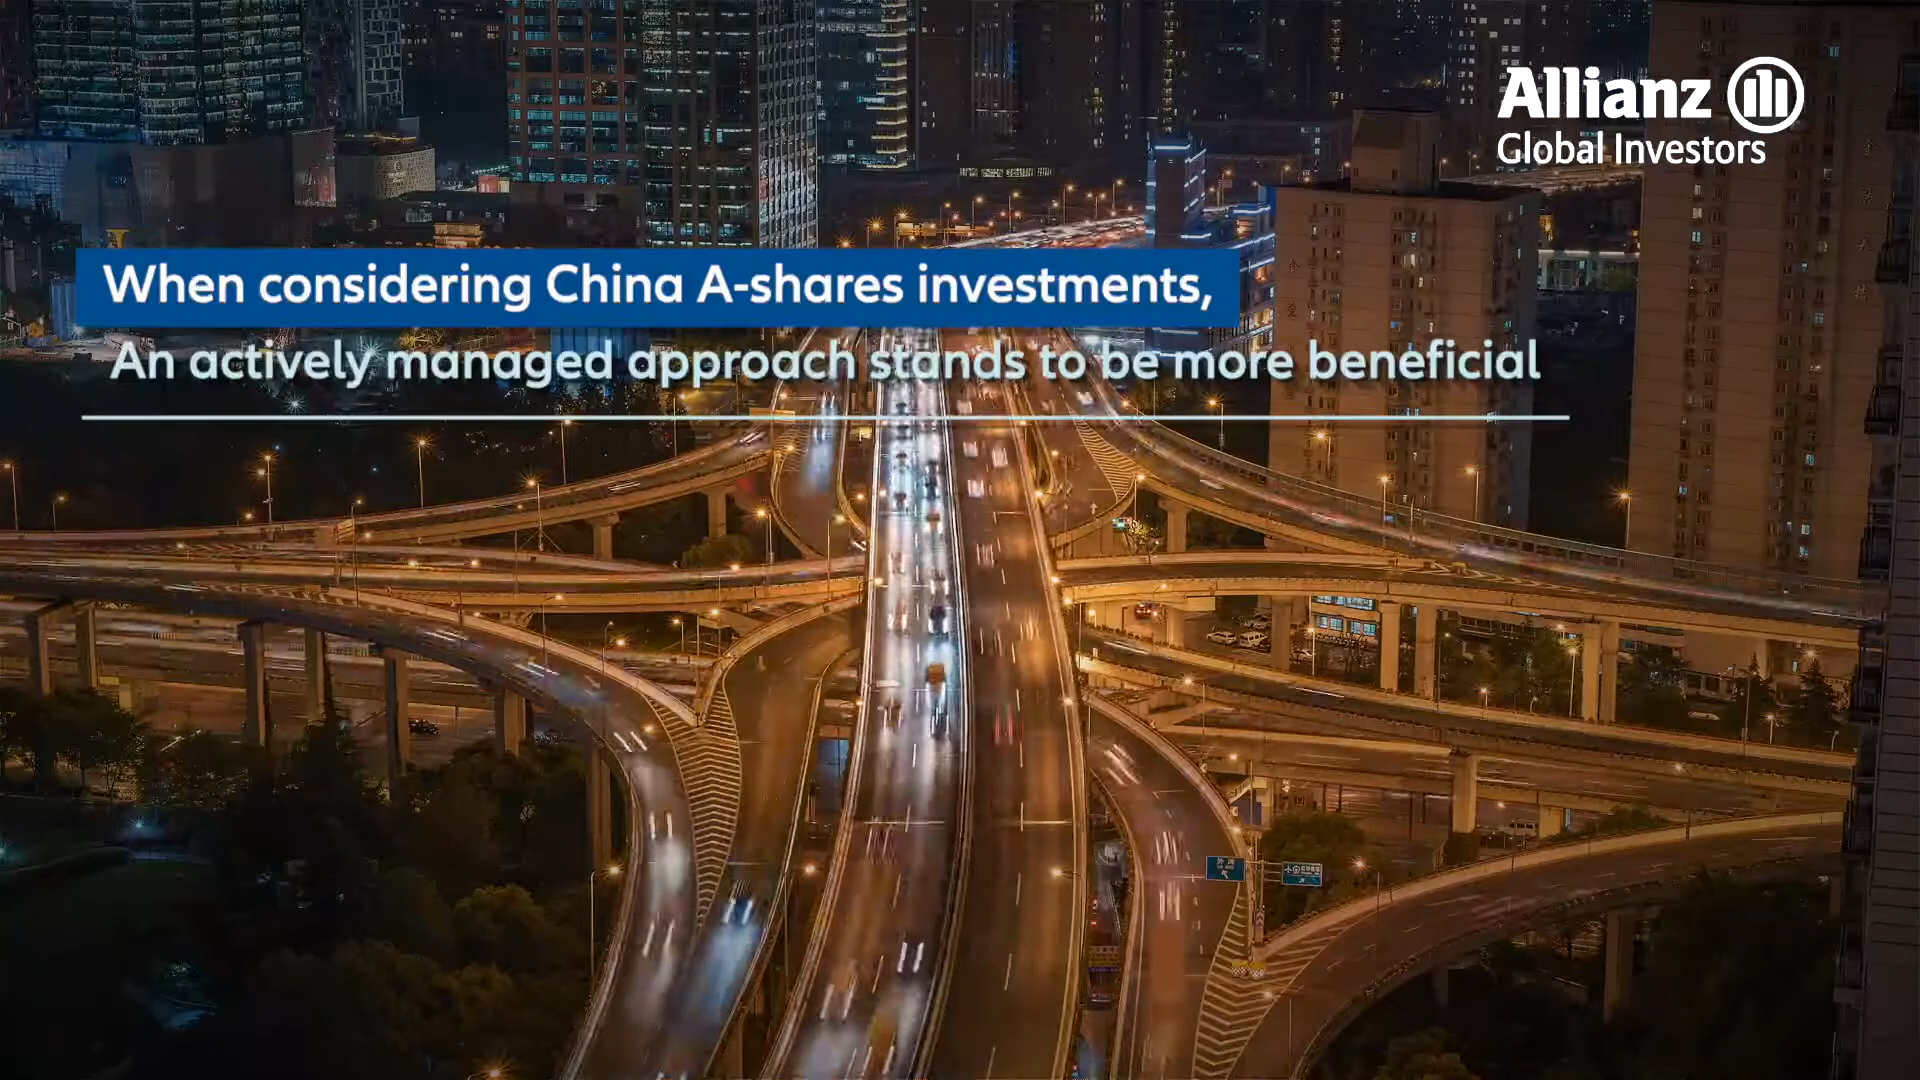 Allianz
Global Investors
When considering China A-shares investments,
An actively managed approach stands to be more beneficial